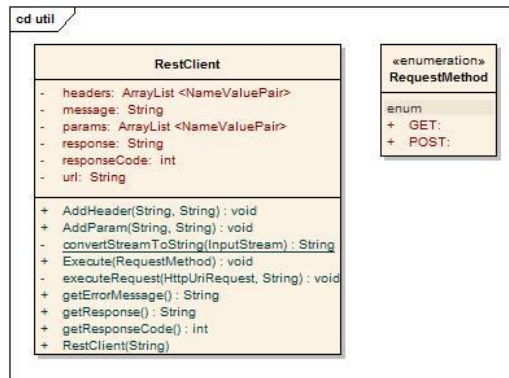 cd util
RestClient
- headers: ArrayList <NameValuePair>
- message: String
- params: ArrayList <NameValuePair>
- response: String
- responseCode: int
- url: String
+ AddHeader(String, String) : void
+ AddParam(String, String) : void
- convertStreamToString(InputStream) : String
+ Execute(RequestMethod) : void
- executeRequest(HttpUriRequest, String) : void
+ getErrorMessage() : String
+ getResponse() : String
+ getResponseCode() : int
+ RestClient(String)
«enumeration»
RequestMethod
enum
+ GET:
+ POST: